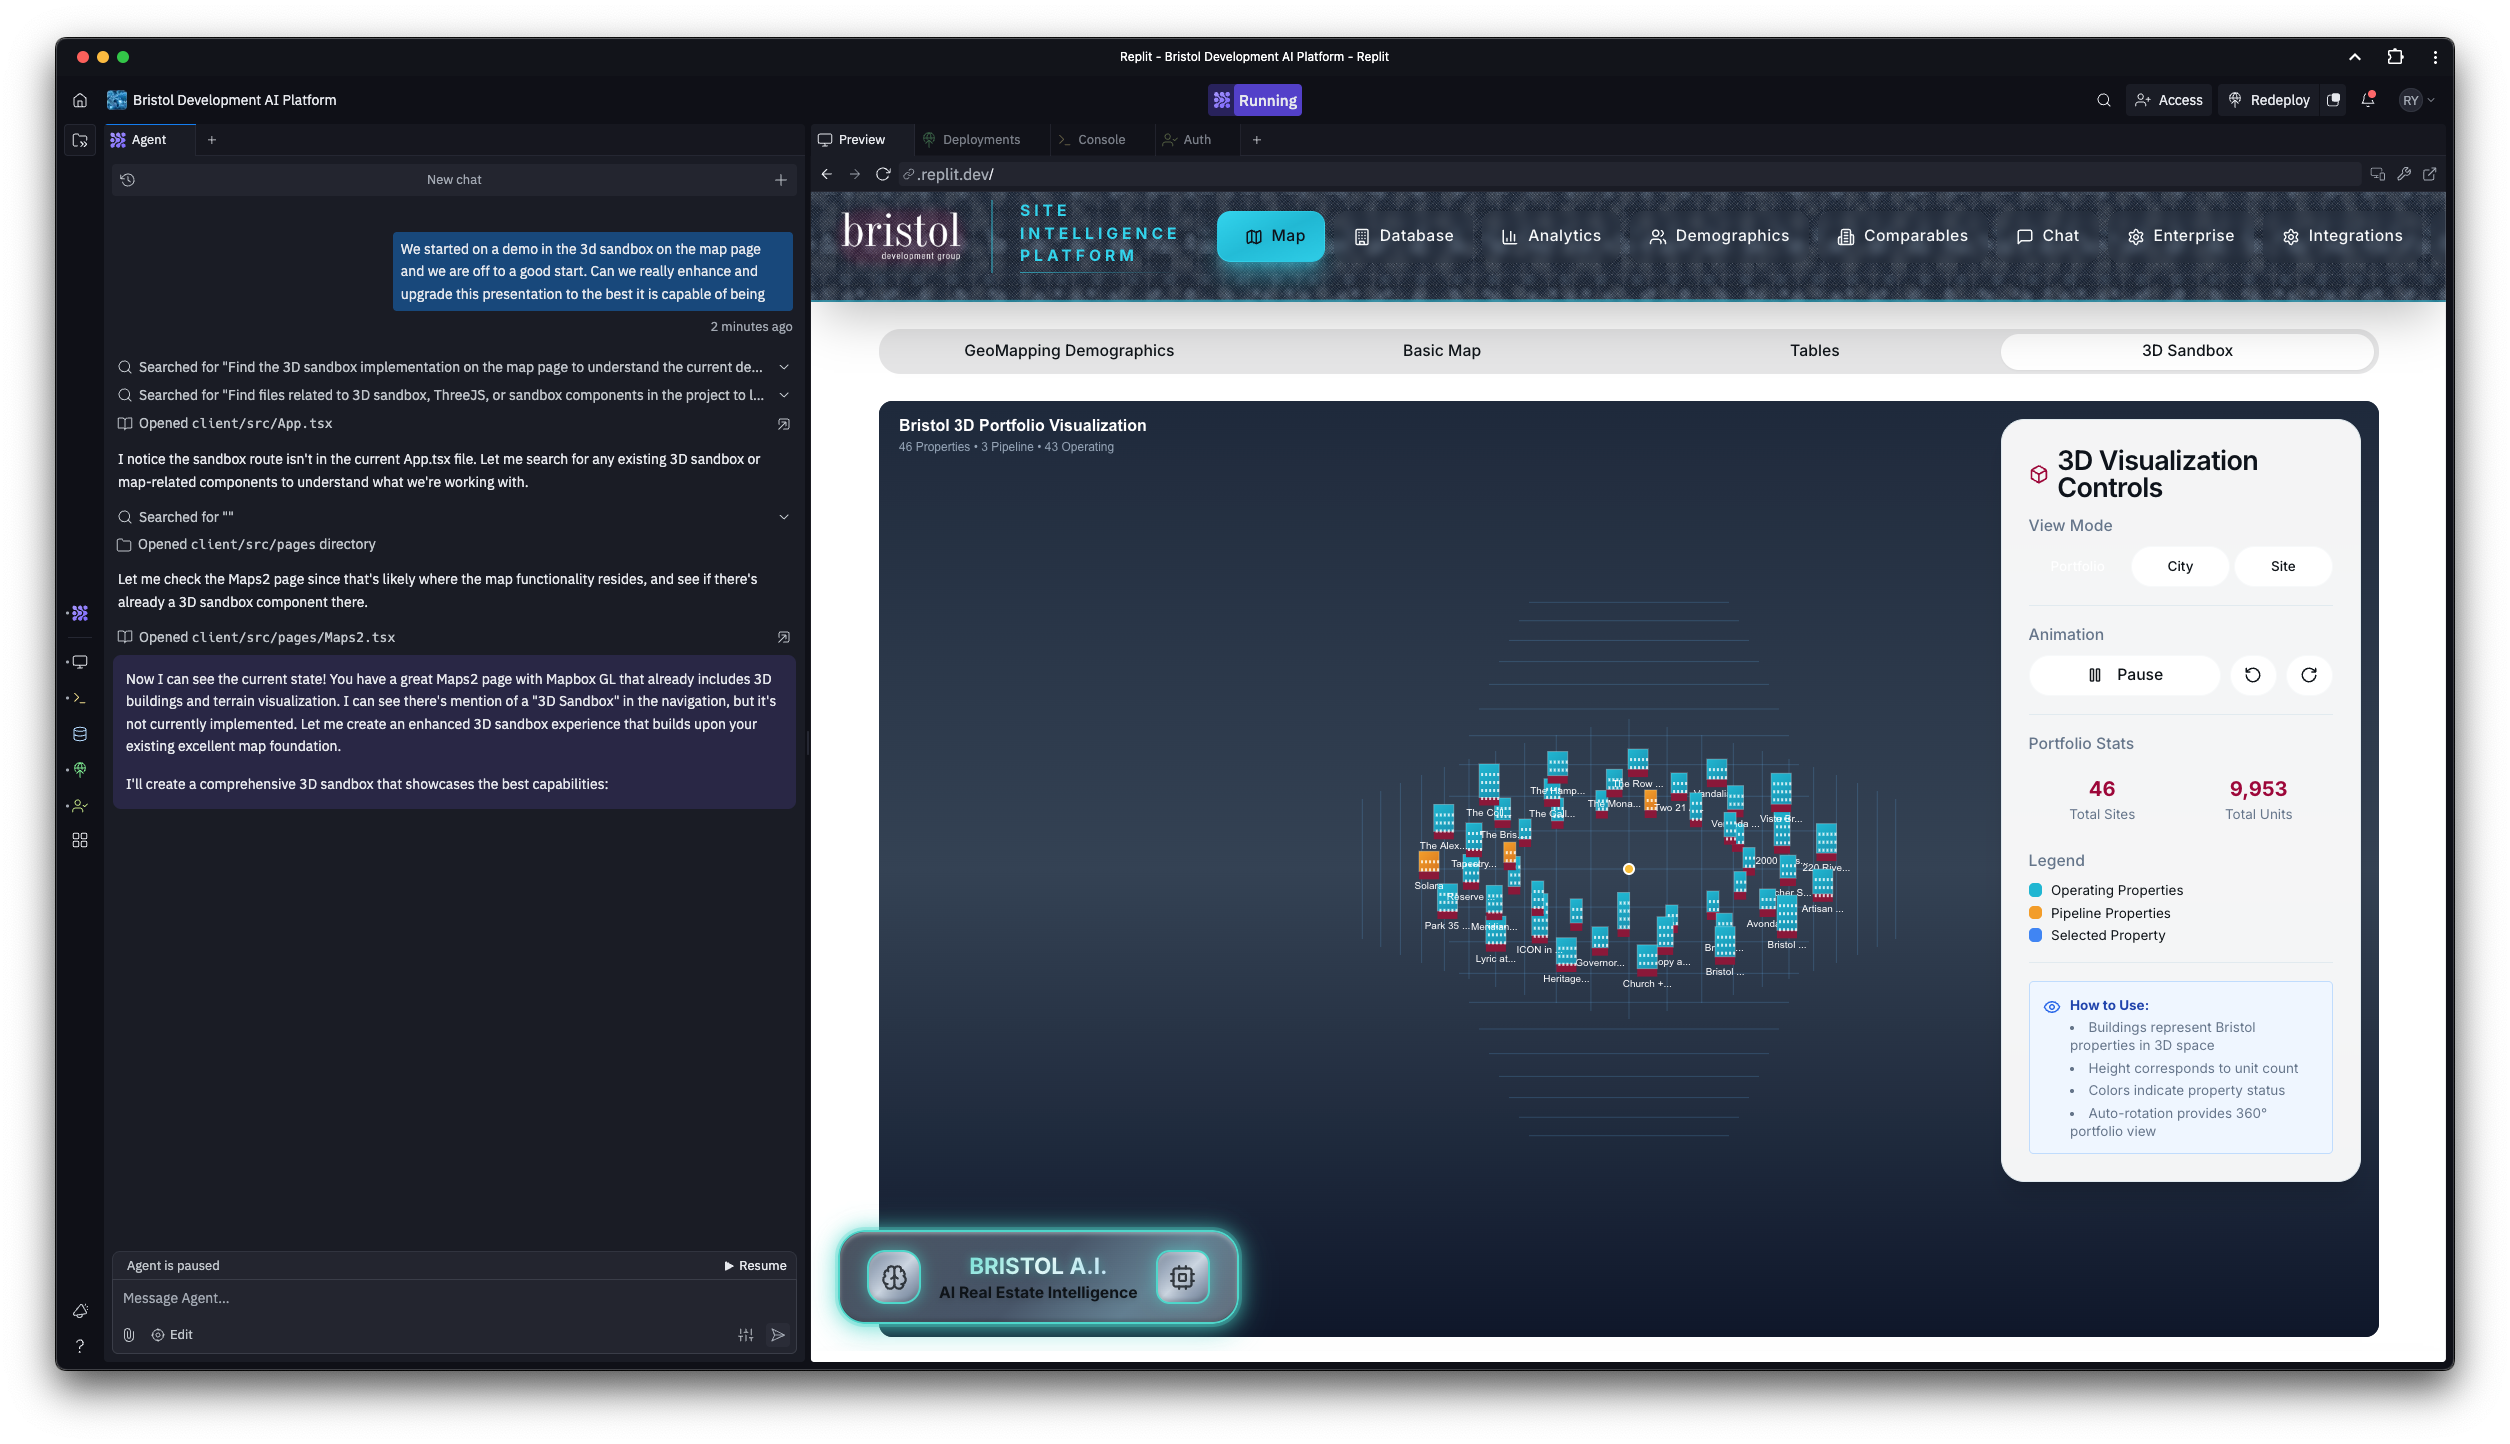 Replit - Bristol Development AI Platform - Replit
Bristol Development AI Platform
Running
Access
Redeploy
RY
Agent
Preview
Deployments
Console
Auth
New chat
.replit.dev/
We started on a demo in the 3d sandbox on the map page
and we are off to a good start. Can we really enhance and
upgrade this presentation to the best it is capable of being
2 minutes ago
Searched for "Find the 3D sandbox implementation on the map page to understand the current de...
Searched for "Find files related to 3D sandbox, ThreeJS, or sandbox components in the project to l...
Opened client/src/App.tsx
I notice the sandbox route isn't in the current App.tsx file. Let me search for any existing 3D sandbox or
map-related components to understand what we're working with.
Searched for ""
Opened client/src/pages directory
Let me check the Maps2 page since that's likely where the map functionality resides, and see if there's
already a 3D sandbox component there.
Opened client/src/pages/Maps2.tsx
Now I can see the current state! You have a great Maps2 page with Mapbox GL that already includes 3D
buildings and terrain visualization. I can see there's mention of a "3D Sandbox" in the navigation, but it's
not currently implemented. Let me create an enhanced 3D sandbox experience that builds upon your
existing excellent map foundation.
I'll create a comprehensive 3D sandbox that showcases the best capabilities:
Agent is paused
Resume
Message Agent...
Edit
bristol
development group
SITE
INTELLIGENCE
PLATFORM
Map
Database
Analytics
Demographics
Comparables
Chat
Enterprise
Integrations
GeoMapping Demographics
Basic Map
Tables
3D Sandbox
Bristol 3D Portfolio Visualization
46 Properties • 3 Pipeline • 43 Operating
The Hamp...
The Row ...
Vandali
The Col...
The Cal...
The Mona...
Two 21
Visto Br...
The Alex...
The Bris
Tapestry...
2000
220 Rive...
Solara
Reserve
cher S...
Artisan ...
Park 35 ...
Meridian...
Avonda
ICON in ...
Lyric at...
Governor...
opy a...
Br
Bristol ...
Heritage...
Church +...
Bristol ...
3D Visualization
Controls
View Mode
Portfolio
City
Site
Animation
Pause
Portfolio Stats
46
9,953
Total Sites
Total Units
Legend
Operating Properties
Pipeline Properties
Selected Property
How to Use:
• Buildings represent Bristol
properties in 3D space
• Height corresponds to unit count
• Colors indicate property status
• Auto-rotation provides 360°
portfolio view
BRISTOL A.I.
AI Real Estate Intelligence